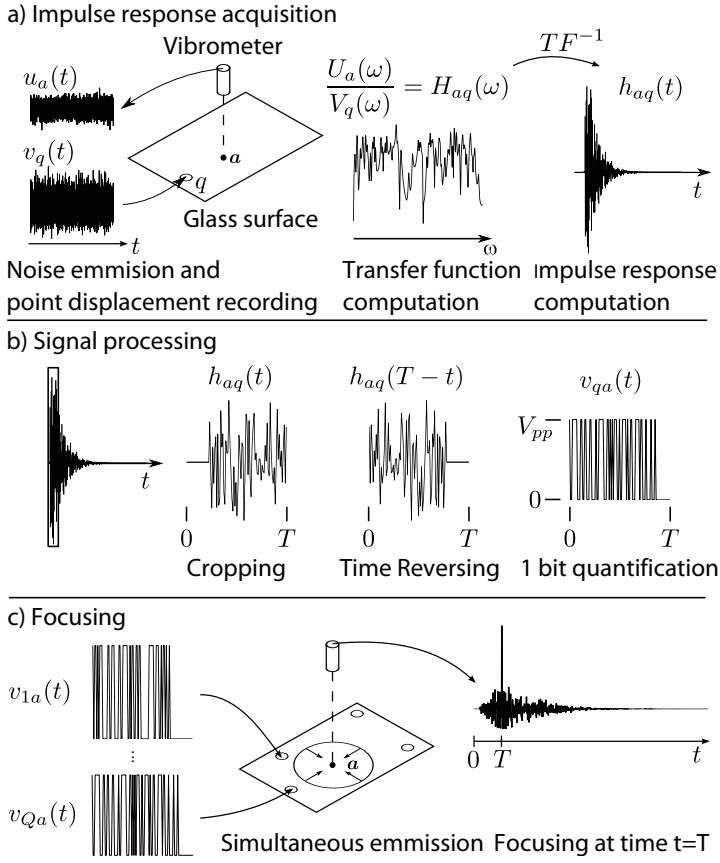 a) Impulse response acquisition
Vibrometer
u_a(t)
v_q(t)
a
q
Glass surface
t
Noise emmision and
point displacement recording
U_a(ω)/V_q(ω) = H_aq(ω)
ω
Transfer function
computation
TF^−1
h_aq(t)
t
Impulse response
computation
b) Signal processing
t
h_aq(t)
0 T
Cropping
h_aq(T − t)
0 T
Time Reversing
v_qa(t)
V_pp
0
0 T
1 bit quantification
c) Focusing
v_1a(t)
...
v_Qa(t)
a
Simultaneous emmission
0 T t
Focusing at time t=T